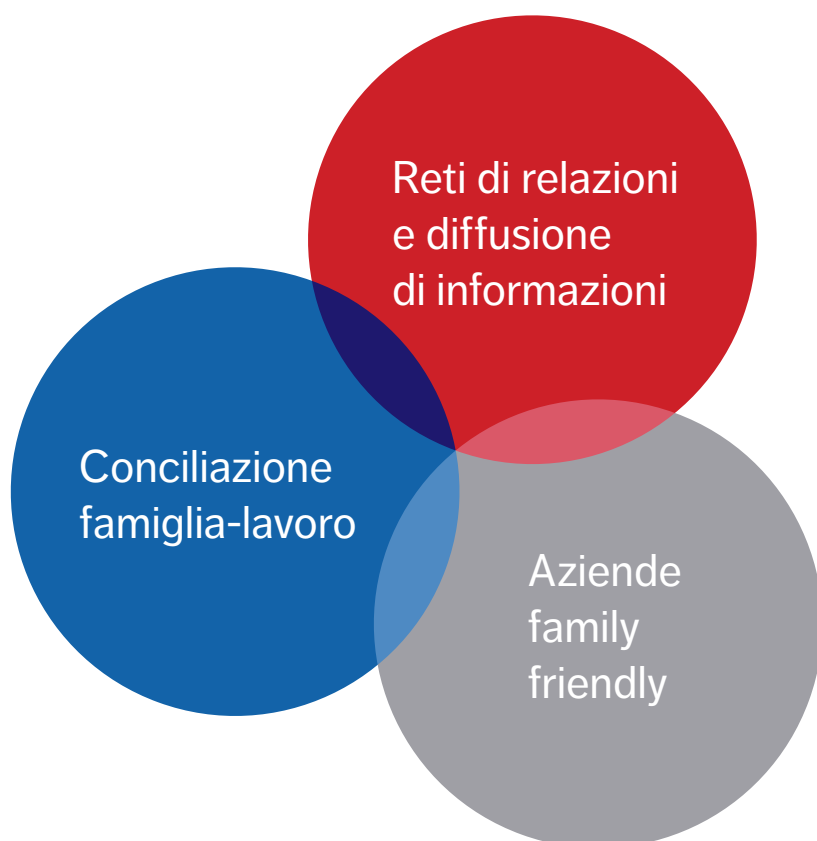 Reti di relazioni
e diffusione
di informazioni
Conciliazione
famiglia-lavoro
Aziende
family
friendly